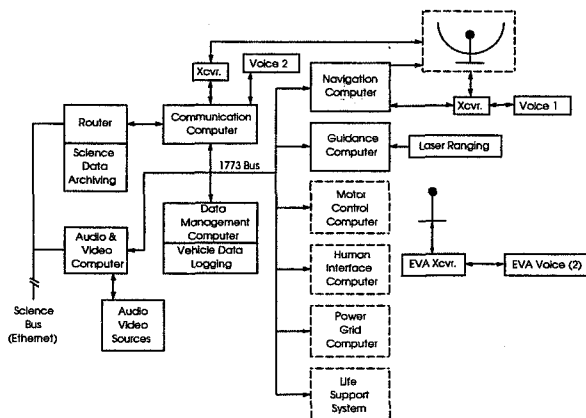 Xcvr.
Voice 2
Navigation
Computer
Xcvr.
Voice 1
Router
Science
Data
Archiving
Communication
Computer
Guidance
Computer
Laser Ranging
1773 Bus
Motor
Control
Computer
Audio &
Video
Computer
Data
Management
Computer
Vehicle Data
Logging
Human
Interface
Computer
EVA Xcvr.
EVA Voice (2)
Science
Bus
(Ethernet)
Audio
Video
Sources
Power
Grid
Computer
Life
Support
System